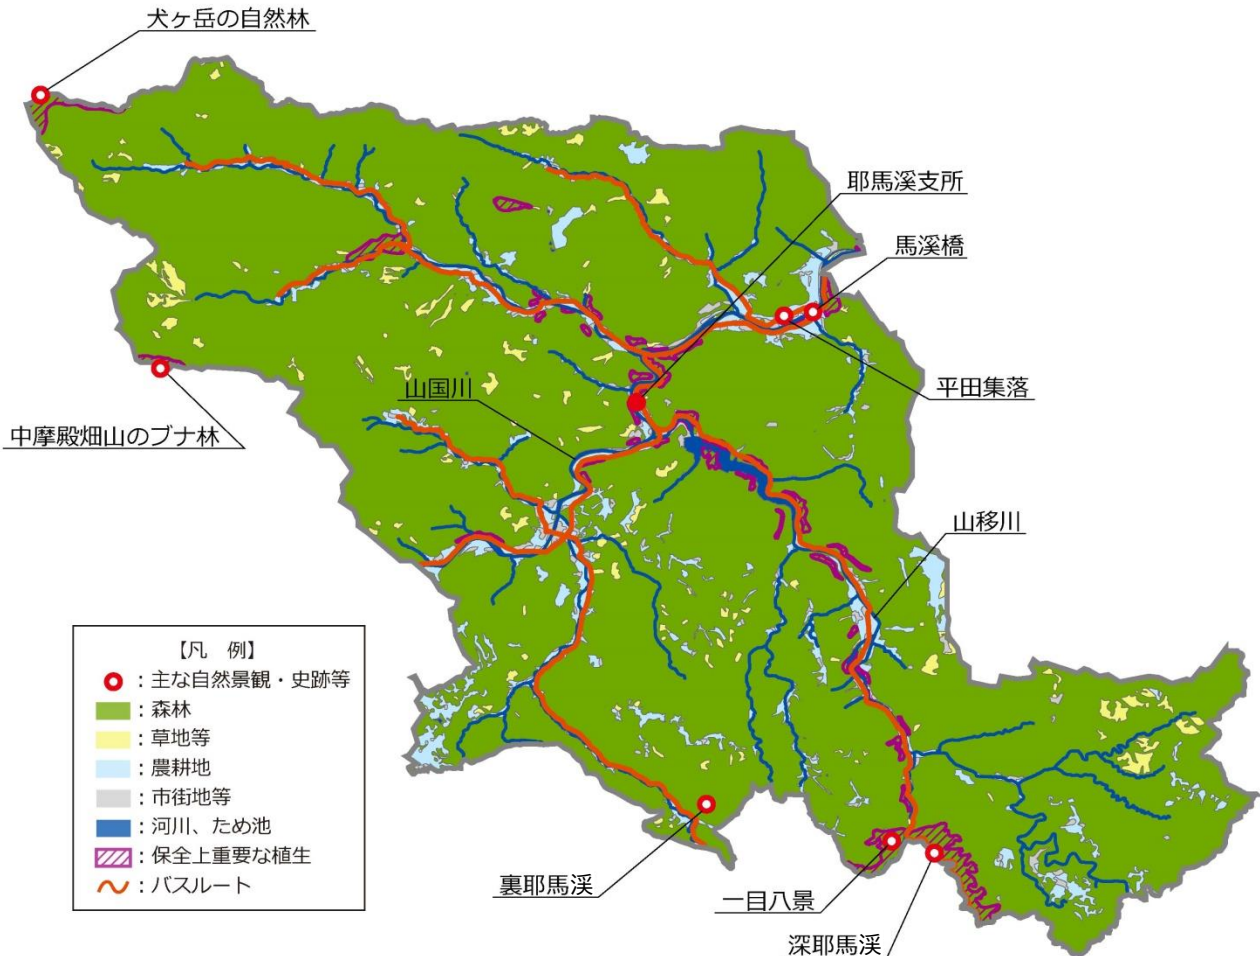 犬ヶ岳の自然林
耶馬溪支所
馬溪橋
平田集落
山国川
中摩殿畑山のブナ林
山移川
【凡　例】
：主な自然景観・史跡等
：森林
：草地等
：農耕地
：市街地等
：河川、ため池
：保全上重要な植生
：バスルート
裏耶馬渓
一目八景
深耶馬渓